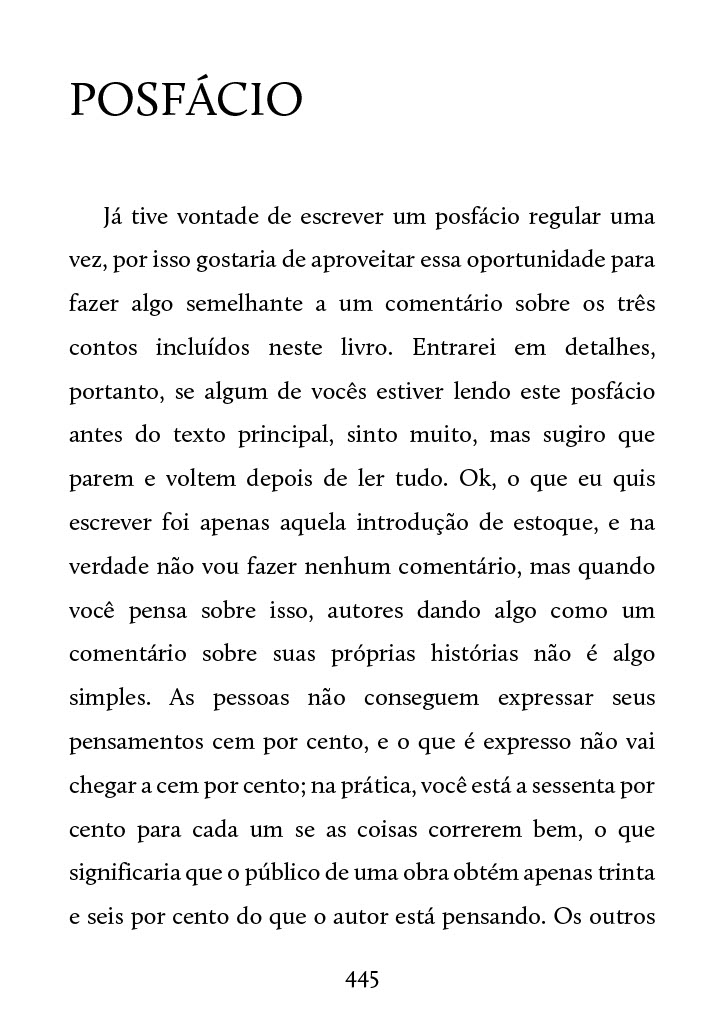 POSFÁCIO
Já tive vontade de escrever um posfácio regular uma
vez, por isso gostaria de aproveitar essa oportunidade para
fazer algo semelhante a um comentário sobre os três
contos incluídos neste livro. Entrarei em detalhes,
portanto, se algum de vocês estiver lendo este posfácio
antes do texto principal, sinto muito, mas sugiro que
parem e voltem depois de ler tudo. Ok, o que eu quis
escrever foi apenas aquela introdução de estoque, e na
verdade não vou fazer nenhum comentário, mas quando
você pensa sobre isso, autores dando algo como um
comentário sobre suas próprias histórias não é algo
simples. As pessoas não conseguem expressar seus
pensamentos cem por cento, e o que é expresso não vai
chegar a cem por cento; na prática, você está a sessenta por
cento para cada um se as coisas correrem bem, o que
significaria que o público de uma obra obtém apenas trinta
e seis por cento do que o autor está pensando. Os outros
445